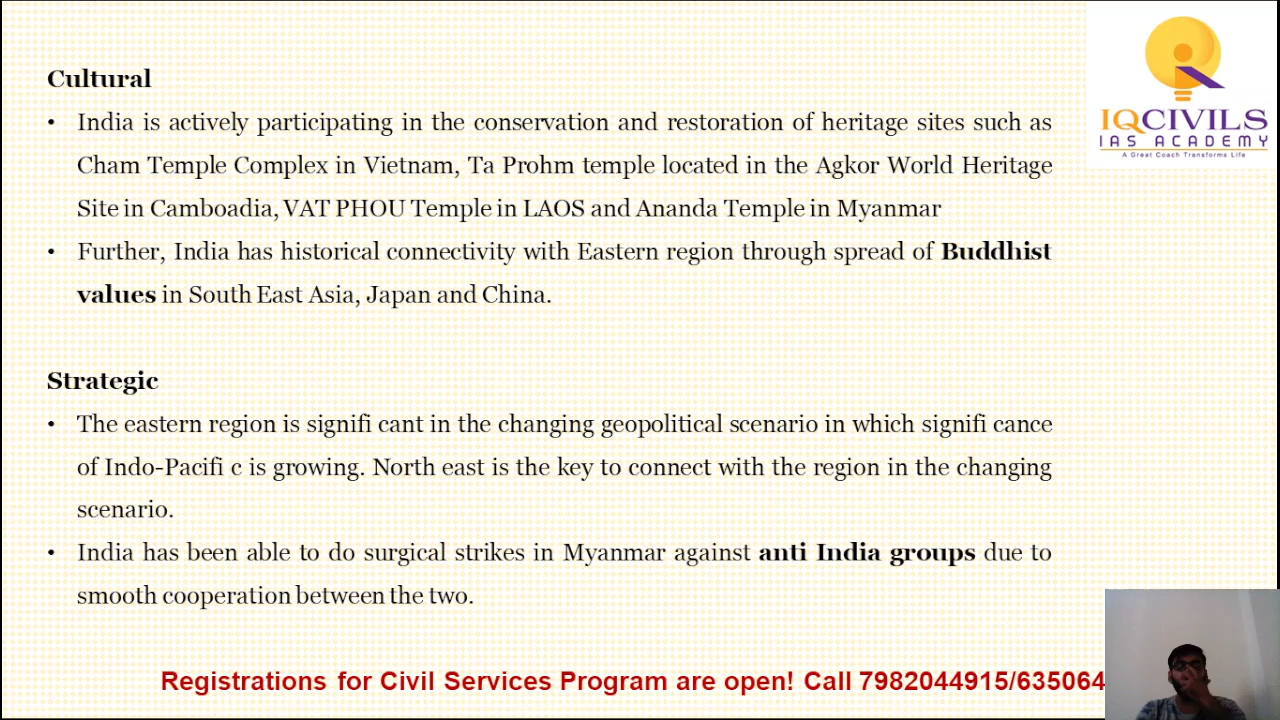 Cultural
• India is actively participating in the conservation and restoration of heritage sites such as
Cham Temple Complex in Vietnam, Ta Prohm temple located in the Agkor World Heritage
Site in Camboadia, VAT PHOU Temple in LAOS and Ananda Temple in Myanmar
• Further, India has historical connectivity with Eastern region through spread of Buddhist
values in South East Asia, Japan and China.
Strategic
• The eastern region is signifi cant in the changing geopolitical scenario in which signifi cance
of Indo-Pacifi c is growing. North east is the key to connect with the region in the changing
scenario.
• India has been able to do surgical strikes in Myanmar against anti India groups due to
smooth cooperation between the two.
Registrations for Civil Services Program are open! Call 7982044915/635064
IQCIVILS
IAS ACADEMY
A Great Coach Transforms Life